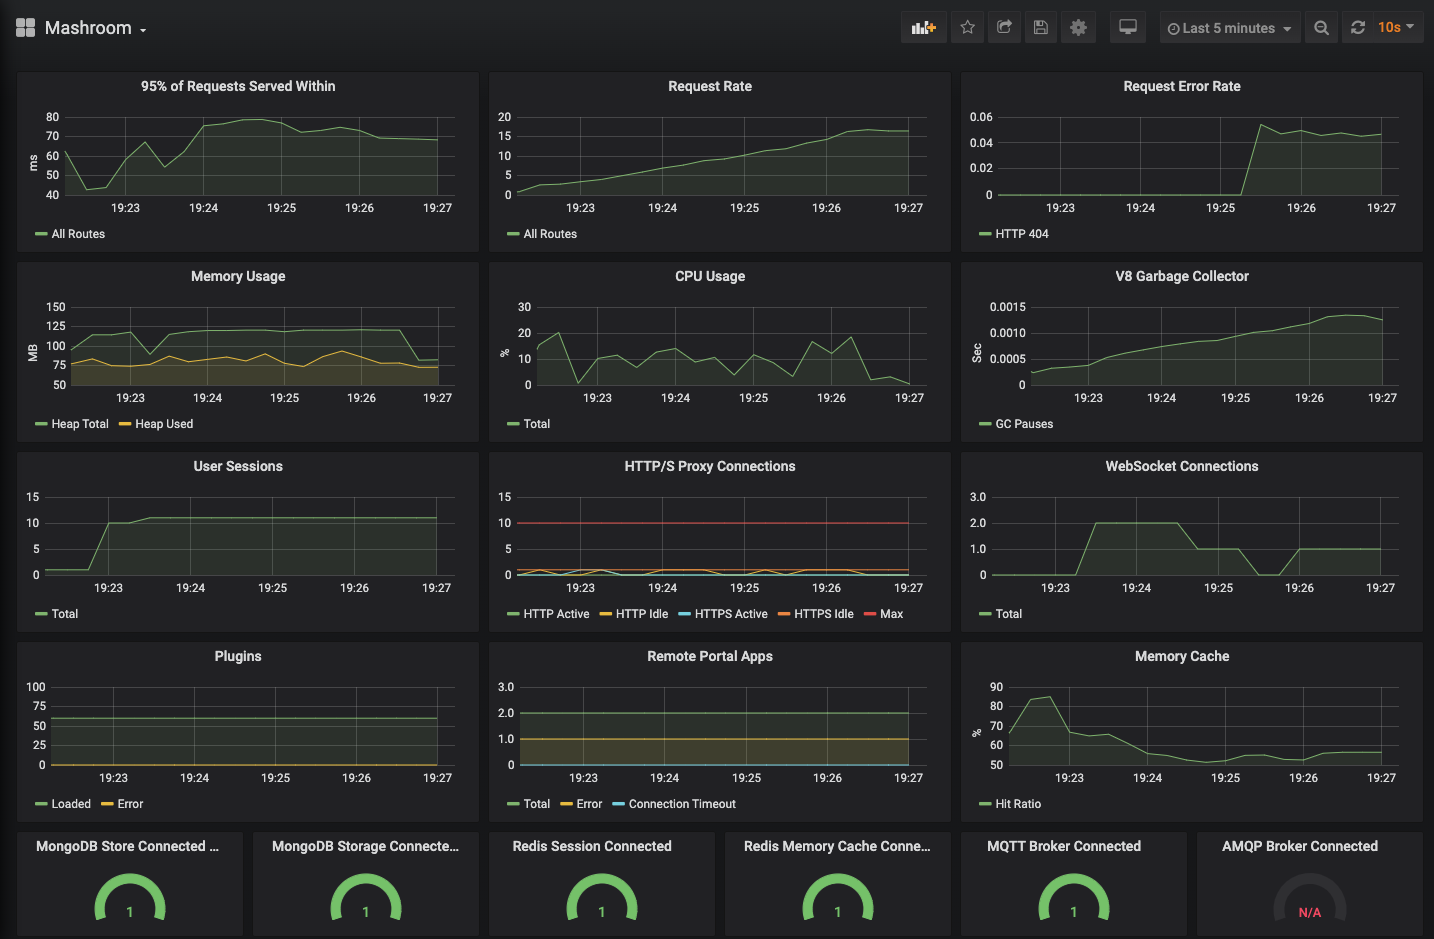 Mashroom
Last 5 minutes
10s
95% of Requests Served Within
ms
80
70
60
50
40
19:23 19:24 19:25 19:26 19:27
All Routes
Request Rate
20
15
10
5
0
19:23 19:24 19:25 19:26 19:27
All Routes
Request Error Rate
0.06
0.04
0.02
0
19:23 19:24 19:25 19:26 19:27
HTTP 404
Memory Usage
MB
150
125
100
75
50
19:23 19:24 19:25 19:26 19:27
Heap Total Heap Used
CPU Usage
%
30
20
10
0
19:23 19:24 19:25 19:26 19:27
Total
V8 Garbage Collector
Sec
0.0015
0.0010
0.0005
0
19:23 19:24 19:25 19:26 19:27
GC Pauses
User Sessions
15
10
5
0
19:23 19:24 19:25 19:26 19:27
Total
HTTP/S Proxy Connections
15
10
5
0
19:23 19:24 19:25 19:26 19:27
HTTP Active HTTP Idle HTTPS Active HTTPS Idle Max
WebSocket Connections
3.0
2.0
1.0
0
19:23 19:24 19:25 19:26 19:27
Total
Plugins
100
75
50
25
0
19:23 19:24 19:25 19:26 19:27
Loaded Error
Remote Portal Apps
3.0
2.0
1.0
0
19:23 19:24 19:25 19:26 19:27
Total Error Connection Timeout
Memory Cache
%
90
80
70
60
50
19:23 19:24 19:25 19:26 19:27
Hit Ratio
MongoDB Store Connected ...
1
MongoDB Storage Connecte...
1
Redis Session Connected
1
Redis Memory Cache Conne...
1
MQTT Broker Connected
1
AMQP Broker Connected
N/A